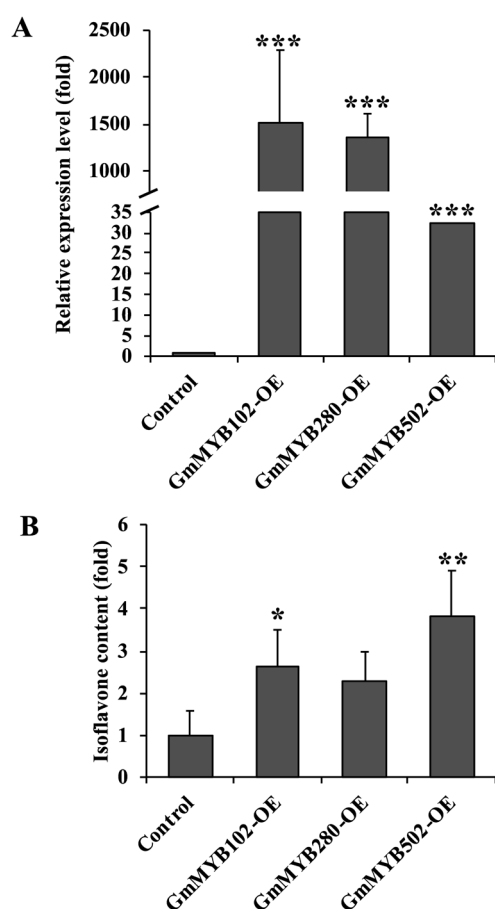 A
Relative expression level (fold)
2500
2000
1500
1000
35
30
25
20
15
10
5
0
***
***
***
Control
GmMYB102-OE
GmMYB280-OE
GmMYB502-OE
B
Isoflavone content (fold)
6
5
4
3
2
1
0
*
**
Control
GmMYB102-OE
GmMYB280-OE
GmMYB502-OE